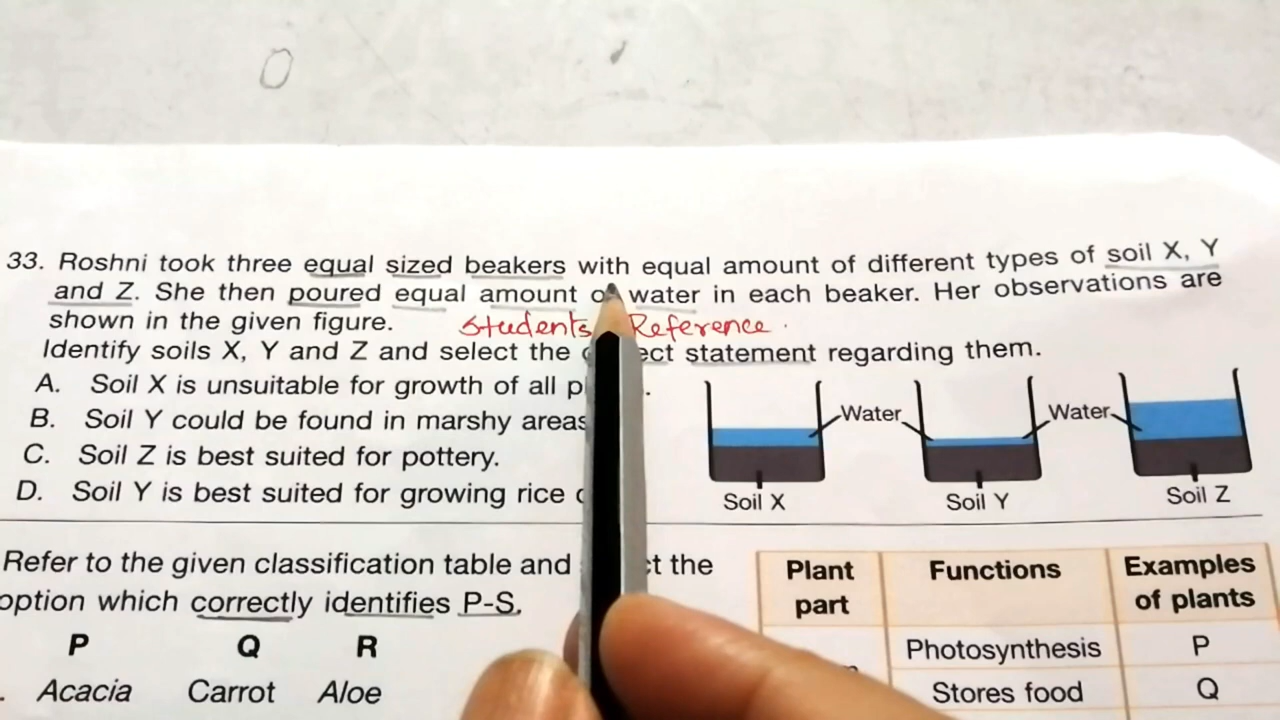 33. Roshni took three equal sized beakers with equal amount of different types of soil X, Y
and Z. She then poured equal amount water in each beaker. Her observations are
shown in the given figure. Students Reference.
Identify soils X, Y and Z and select the statement regarding them.
A. Soil X is unsuitable for growth of all
B. Soil Y could be found in marshy areas
C. Soil Z is best suited for pottery.
D. Soil Y is best suited for growing rice
Water Water
Soil X Soil Y Soil Z
Refer to the given classification table and the
option which correctly identifies P-S.
P Q R
Acacia Carrot Aloe
Plant part Functions Examples of plants
Photosynthesis P
Stores food Q